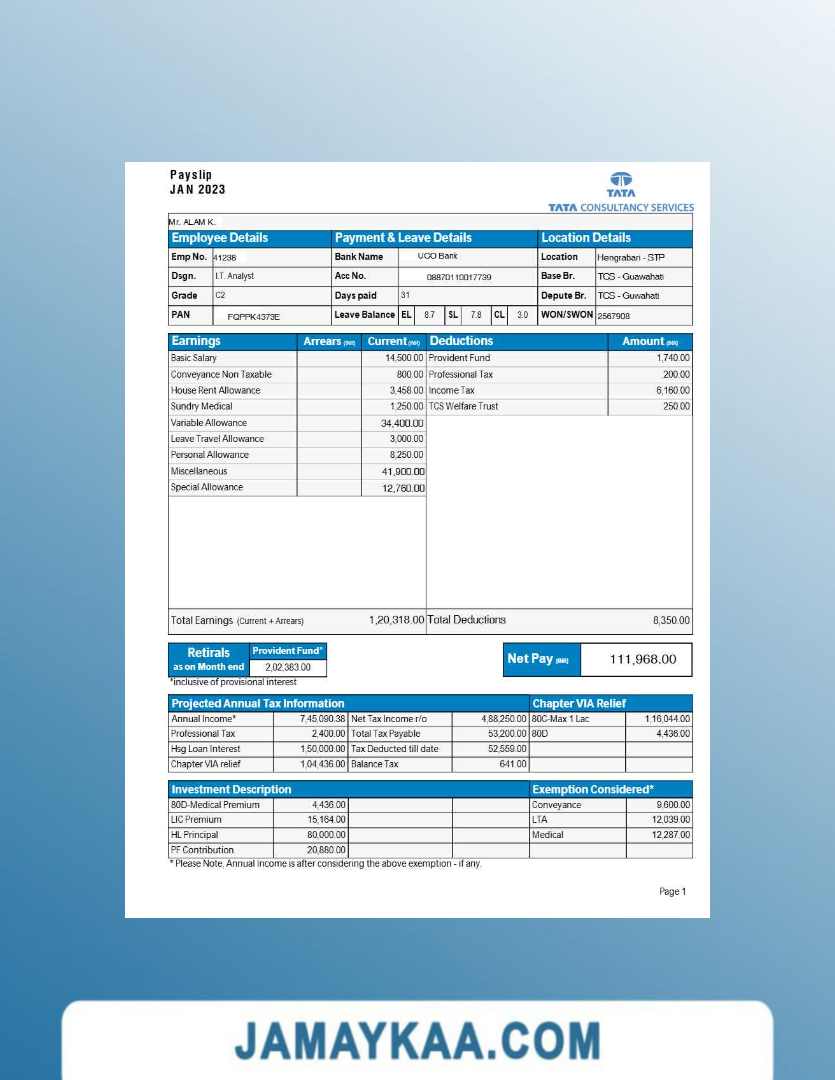 Payslip
JAN 2023
TATA
TATA CONSULTANCY SERVICES
Mr. ALAM K.
Employee Details Payment & Leave Details Location Details
Emp No. 41236 Bank Name UCO Bank Location Hengrabari - STP
Dsgn. I.T. Analyst Acc No. 08870110017739 Base Br. TCS - Guawahati
Grade C2 Days paid 31 Depute Br. TCS - Guwahati
PAN FQPPK4373E Leave Balance EL 8.7 SL 7.8 CL 3.0 WON/SWON 2567908
Earnings Arrears (INR) Current (INR) Deductions Amount (INR)
Basic Salary 14,500.00 Provident Fund 1,740.00
Conveyance Non Taxable 800.00 Professional Tax 200.00
House Rent Allowance 3,458.00 Income Tax 6,160.00
Sundry Medical 1,250.00 TCS Welfare Trust 250.00
Variable Allowance 34,400.00
Leave Travel Allowance 3,000.00
Personal Allowance 8,250.00
Miscellaneous 41,900.00
Special Allowance 12,760.00
Total Earnings (Current + Arrears) 1,20,318.00 Total Deductions 8,350.00
Retirals Provident Fund*
as on Month end 2,02,383.00
Net Pay (INR) 111,968.00
*inclusive of provisional interest
Projected Annual Tax Information Chapter VIA Relief
Annual Income* 7,45,090.38 Net Tax Income r/o 4,88,250.00 80C-Max 1 Lac 1,16,044.00
Professional Tax 2,400.00 Total Tax Payable 53,200.00 80D 4,436.00
Hsg Loan Interest 1,50,000.00 Tax Deducted till date 52,559.00
Chapter VIA relief 1,04,436.00 Balance Tax 641.00
Investment Description Exemption Considered*
80D-Medical Premium 4,436.00 Conveyance 9,600.00
LIC Premium 15,164.00 LTA 12,039.00
HL Principal 80,000.00 Medical 12,287.00
PF Contribution 20,880.00
* Please Note, Annual Income is after considering the above exemption - if any.
Page 1
JAMAYKAA.COM